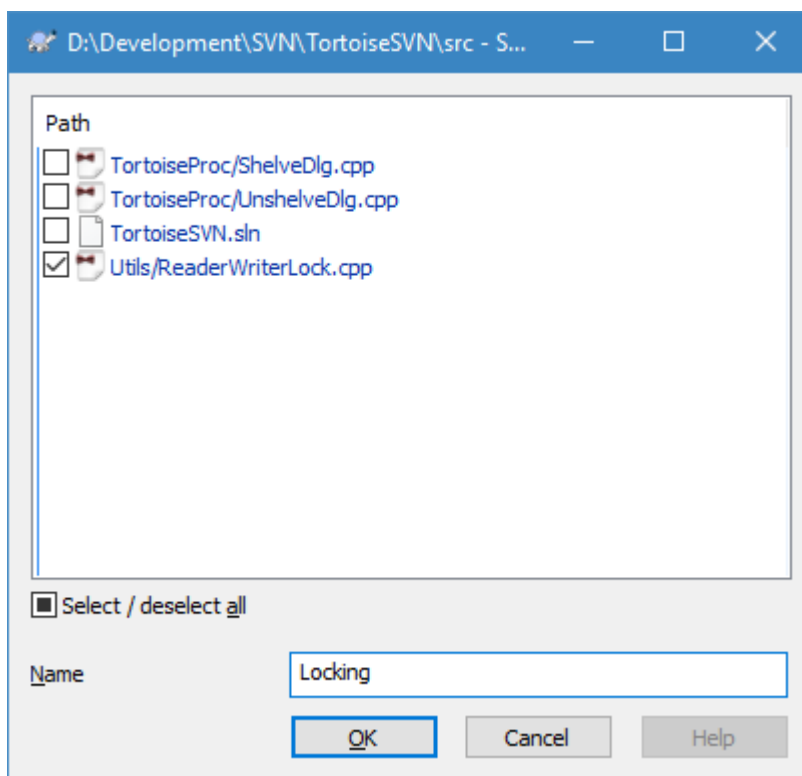 D:\Development\SVN\TortoiseSVN\src - S...
Path
TortoiseProc/ShelveDlg.cpp
TortoiseProc/UnshelveDlg.cpp
TortoiseSVN.sln
Utils/ReaderWriterLock.cpp
Select / deselect all
Name Locking
OK Cancel Help